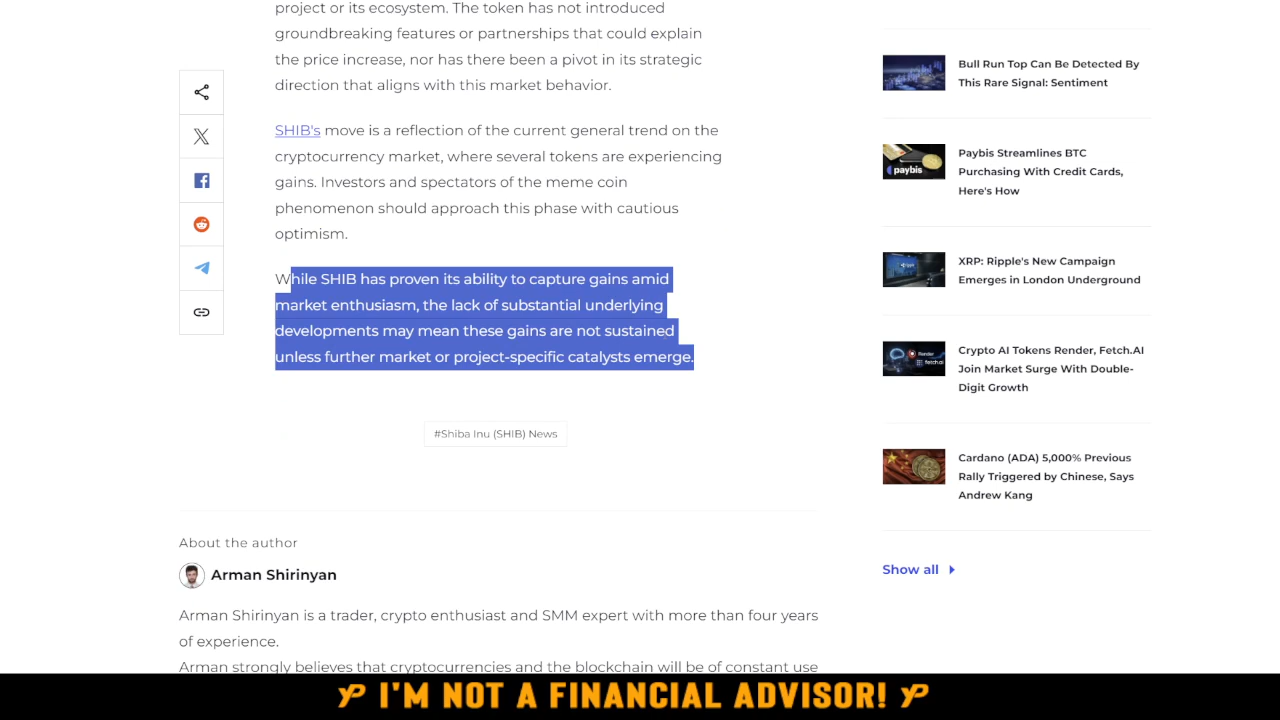 project or its ecosystem. The token has not introduced
groundbreaking features or partnerships that could explain
the price increase, nor has there been a pivot in its strategic
direction that aligns with this market behavior.
SHIB's move is a reflection of the current general trend on the
cryptocurrency market, where several tokens are experiencing
gains. Investors and spectators of the meme coin
phenomenon should approach this phase with cautious
optimism.
While SHIB has proven its ability to capture gains amid
market enthusiasm, the lack of substantial underlying
developments may mean these gains are not sustained
unless further market or project-specific catalysts emerge.
#Shiba Inu (SHIB) News
About the author
Arman Shirinyan
Arman Shirinyan is a trader, crypto enthusiast and SMM expert with more than four years
of experience.
Arman strongly believes that cryptocurrencies and the blockchain will be of constant use
Bull Run Top Can Be Detected By
This Rare Signal: Sentiment
paybis
Paybis Streamlines BTC
Purchasing With Credit Cards,
Here's How
XRP: Ripple's New Campaign
Emerges in London Underground
Render
fetch.ai
Crypto AI Tokens Render, Fetch.AI
Join Market Surge With Double-
Digit Growth
Cardano (ADA) 5,000% Previous
Rally Triggered by Chinese, Says
Andrew Kang
Show all
I'M NOT A FINANCIAL ADVISOR!